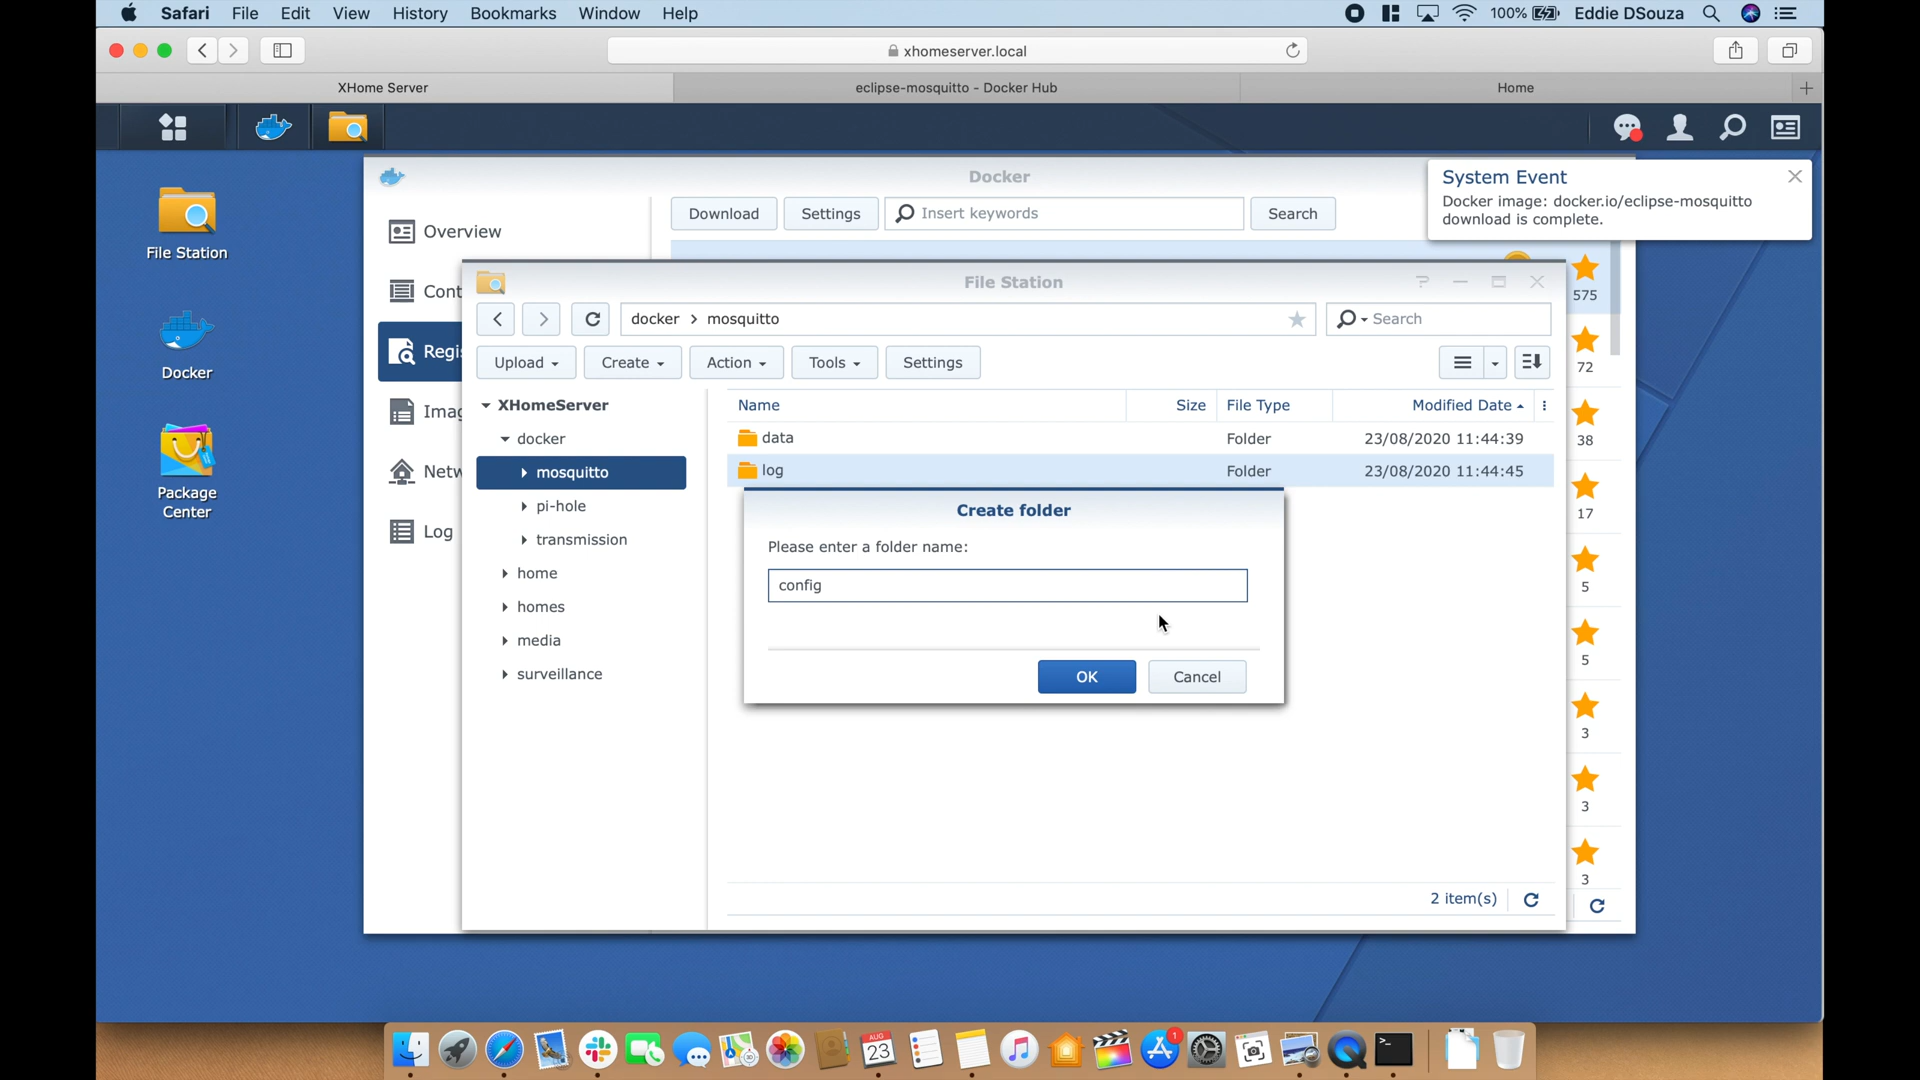 Safari File Edit View History Bookmarks Window Help 100% Eddie DSouza
xhomeserver.local
XHome Server eclipse-mosquitto - Docker Hub Home
Docker
System Event
Docker image: docker.io/eclipse-mosquitto
download is complete.
File Station
Docker
Package
Center
Overview
Cont
Regis
Imag
Netw
Log
Download Settings Insert keywords Search
File Station
docker mosquitto Search
Upload Create Action Tools Settings
XHomeServer
docker
mosquitto
pi-hole
transmission
home
homes
media
surveillance
Name Size File Type Modified Date
data Folder 23/08/2020 11:44:39
log Folder 23/08/2020 11:44:45
Create folder
Please enter a folder name:
config
OK Cancel
2 item(s)
575
72
38
17
5
5
3
3
3
AUG
23
1